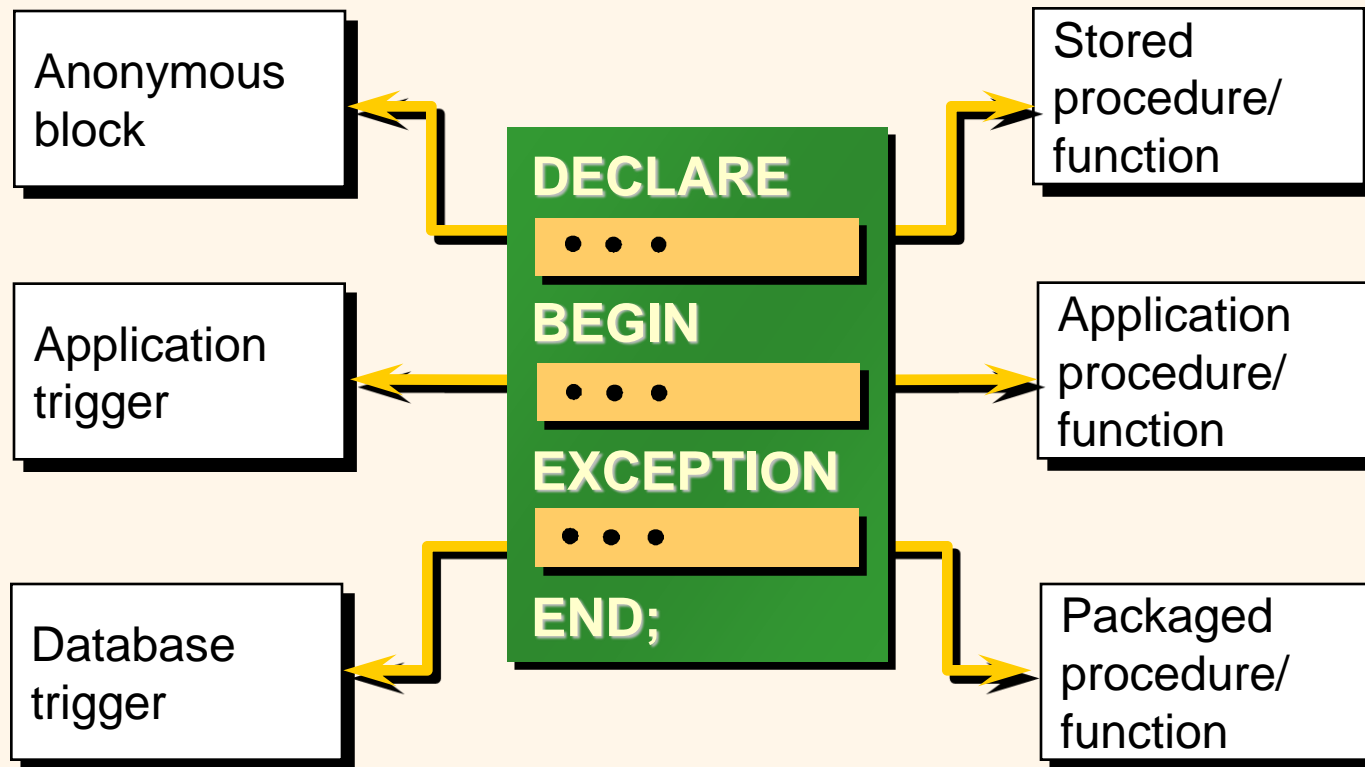 Anonymous
block
Application
trigger
Database
trigger
DECLARE
• • •
BEGIN
• • •
EXCEPTION
• • •
END;
Stored
procedure/
function
Application
procedure/
function
Packaged
procedure/
function